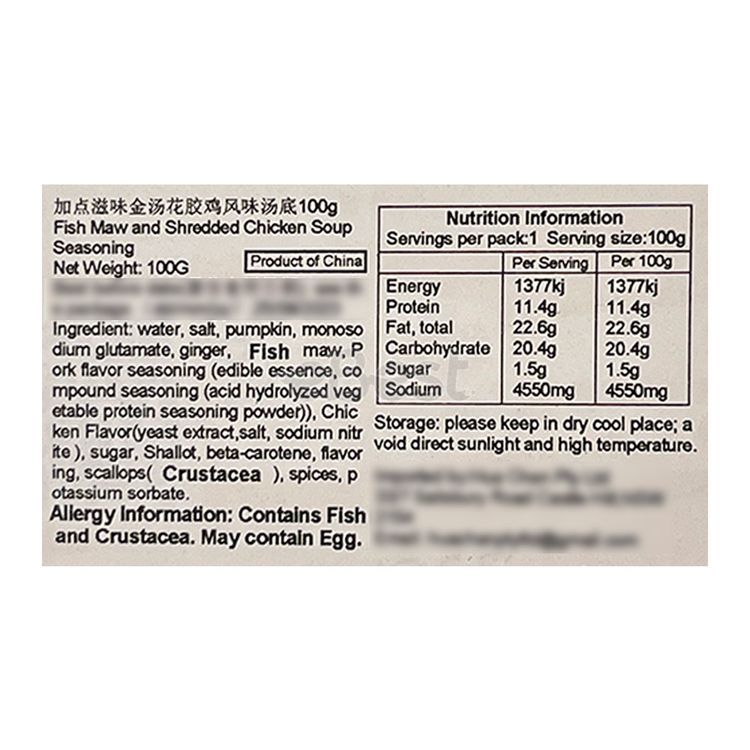 加点滋味金汤花胶鸡风味汤底100g
Fish Maw and Shredded Chicken Soup
Seasoning
Net Weight: 100G
Product of China
Ingredient: water, salt, pumpkin, monoso
dium glutamate, ginger, Fish maw, P
ork flavor seasoning (edible essence, co
mpound seasoning (acid hydrolyzed veg
etable protein seasoning powder)), Chic
ken Flavor(yeast extract,salt, sodium nitr
ite ), sugar, Shallot, beta-carotene, flavor
ing, scallops( Crustacea ), spices, p
otassium sorbate.
Allergy Information: Contains Fish
and Crustacea. May contain Egg.
Nutrition Information
Servings per pack:1 Serving size:100g
Per Serving Per 100g
Energy 1377kj 1377kj
Protein 11.4g 11.4g
Fat, total 22.6g 22.6g
Carbohydrate 20.4g 20.4g
Sugar 1.5g 1.5g
Sodium 4550mg 4550mg
Storage: please keep in dry cool place; a
void direct sunlight and high temperature.